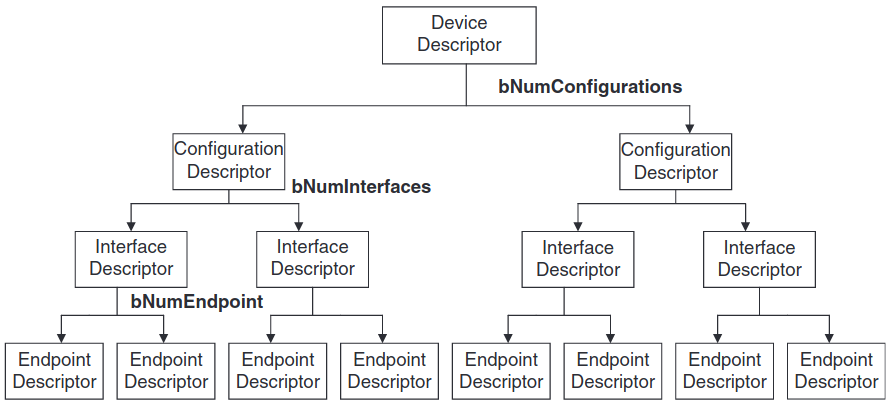 Device
Descriptor
bNumConfigurations
Configuration
Descriptor
Configuration
Descriptor
bNumInterfaces
Interface
Descriptor
Interface
Descriptor
Interface
Descriptor
Interface
Descriptor
bNumEndpoint
Endpoint
Descriptor
Endpoint
Descriptor
Endpoint
Descriptor
Endpoint
Descriptor
Endpoint
Descriptor
Endpoint
Descriptor
Endpoint
Descriptor
Endpoint
Descriptor